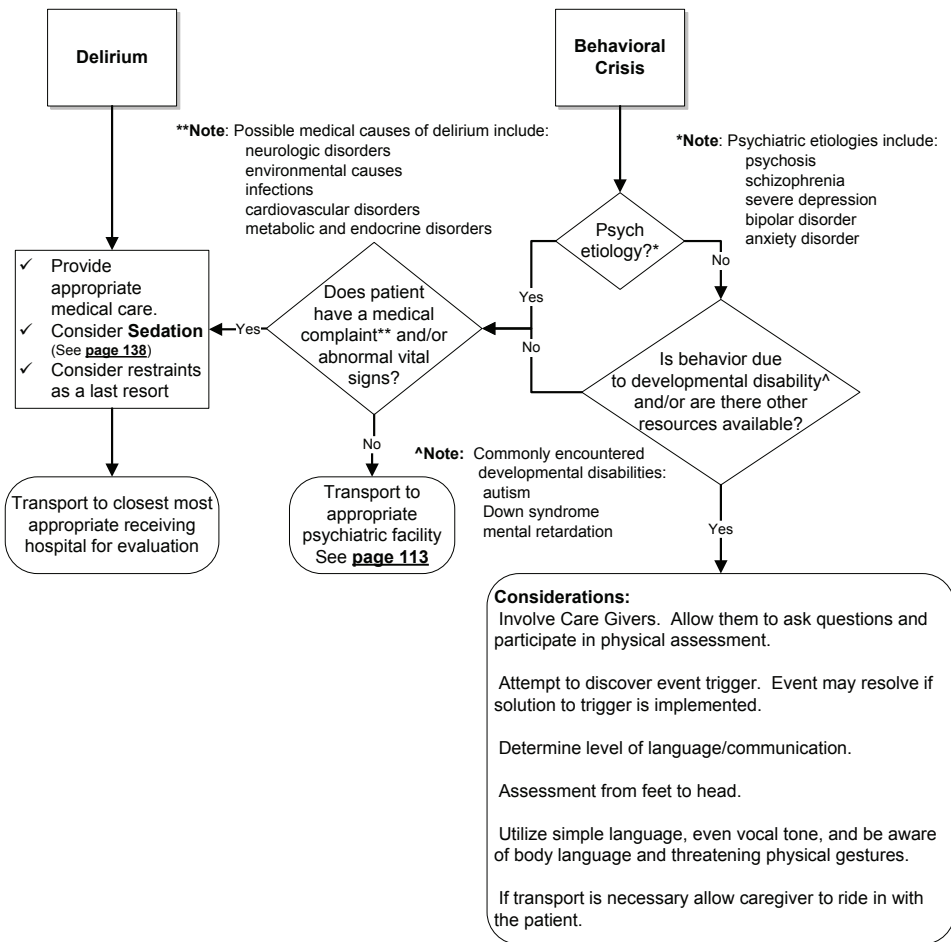 Delirium
Behavioral
Crisis
**Note: Possible medical causes of delirium include:
neurologic disorders
environmental causes
infections
cardiovascular disorders
metabolic and endocrine disorders
*Note: Psychiatric etiologies include:
psychosis
schizophrenia
severe depression
bipolar disorder
anxiety disorder
Psych
etiology?*
No
Yes
No
✓ Provide
appropriate
medical care.
✓ Consider Sedation
(See page 138)
✓ Consider restraints
as a last resort
Yes
Does patient
have a medical
complaint** and/or
abnormal vital
signs?
Is behavior due
to developmental disability^
and/or are there other
resources available?
No
^Note: Commonly encountered
developmental disabilities:
autism
Down syndrome
mental retardation
Yes
Transport to closest most
appropriate receiving
hospital for evaluation
Transport to
appropriate
psychiatric facility
See page 113
Considerations:
Involve Care Givers. Allow them to ask questions and
participate in physical assessment.
Attempt to discover event trigger. Event may resolve if
solution to trigger is implemented.
Determine level of language/communication.
Assessment from feet to head.
Utilize simple language, even vocal tone, and be aware
of body language and threatening physical gestures.
If transport is necessary allow caregiver to ride in with
the patient.